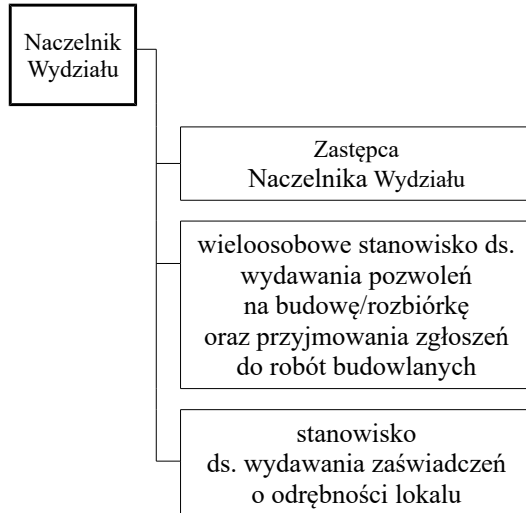 Naczelnik
Wydziału
Zastępca
Naczelnika Wydziału
wieloosobowe stanowisko ds.
wydawania pozwoleń
na budowę/rozbiórkę
oraz przyjmowania zgłoszeń
do robót budowlanych
stanowisko
ds. wydawania zaświadczeń
o odrębności lokalu